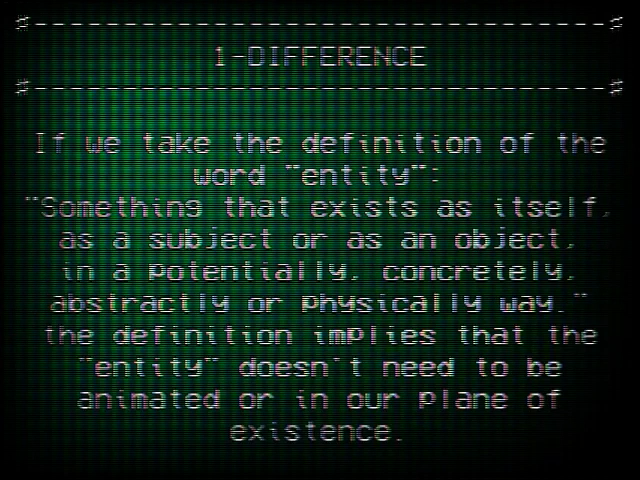 #------------------------------------#
1-DIFFERENCE
#------------------------------------#
If we take the definition of the
word "entity":
"Something that exists as itself,
as a subject or as an object,
in a potentially, concretely,
abstractly or physically way."
the definition implies that the
"entity" doesn't need to be
animated or in our plane of
existence.